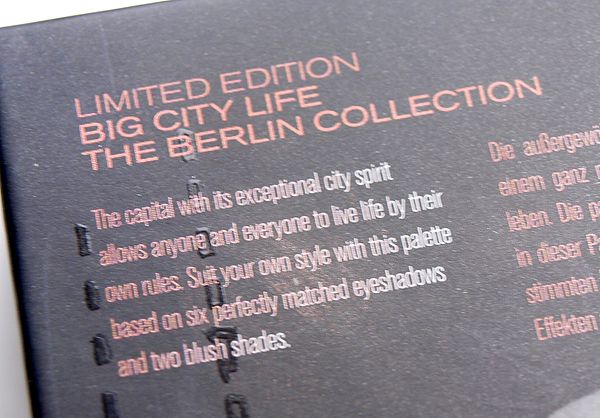 LIMITED EDITION
BIG CITY LIFE
THE BERLIN COLLECTION
The capital with its exceptional city spirit
allows anyone and everyone to live life by their
own rules. Suit your own style with this palette
based on six perfectly matched eyeshadows
and two blush shades.
Die
einem ganz
leben. Die
in dieser
stimmten
Effekten